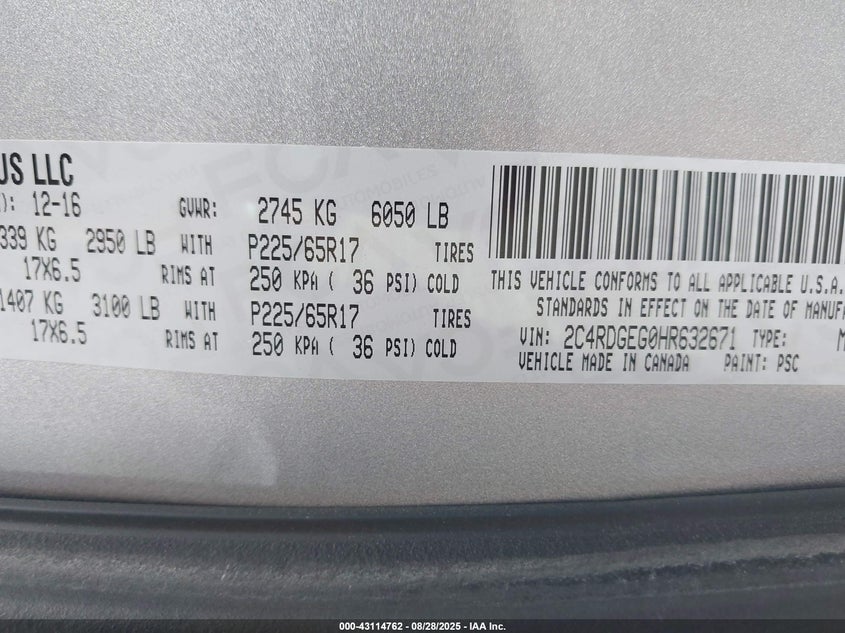 US LLC
): 12-16 GVWR: 2745 KG 6050 LB
339 KG 2950 LB WITH P225/65R17 TIRES
17X6.5 RIMS AT 250 KPA ( 36 PSI) COLD
1407 KG 3100 LB WITH P225/65R17 TIRES
17X6.5 RIMS AT 250 KPA ( 36 PSI) COLD
THIS VEHICLE CONFORMS TO ALL APPLICABLE U.S.A.
STANDARDS IN EFFECT ON THE DATE OF MANUFA
VIN: 2C4RDGEG0HR632671 TYPE: M
VEHICLE MADE IN CANADA PAINT: PSC
000-43114762 - 08/28/2025 - IAA Inc.